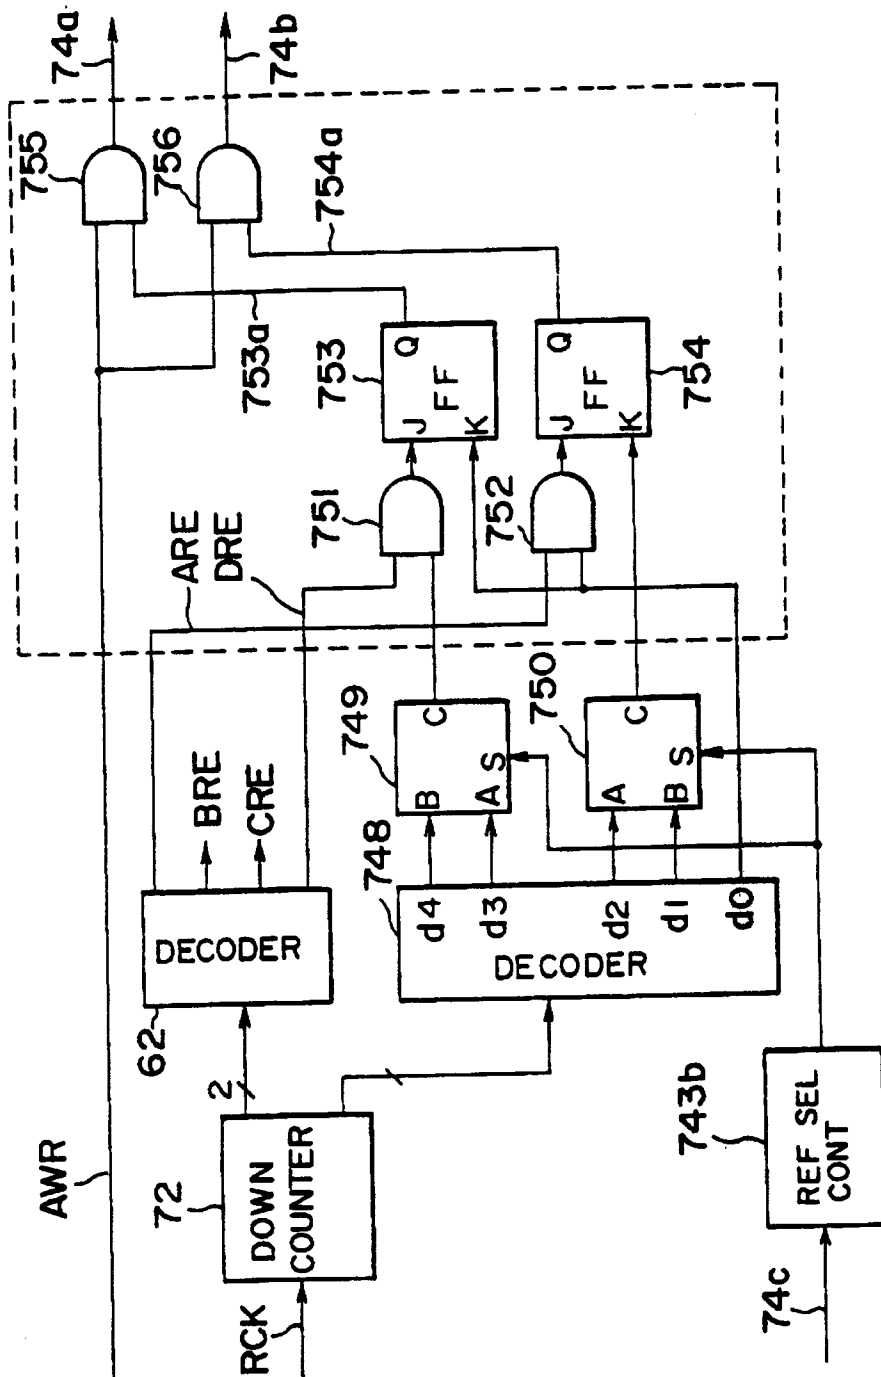 74a
74b
755
756
754a
753a
753
Q
FF
J
K
Q
FF
J
K
754
751
752
ARE
DRE
749
B
A
C
S
750
A
B
C
S
BRE
CRE
748
d4
d3
d2
d1
d0
DECODER
DECODER
62
2
AWR
72
DOWN
COUNTER
RCK
743b
REF SEL
CONT
74c